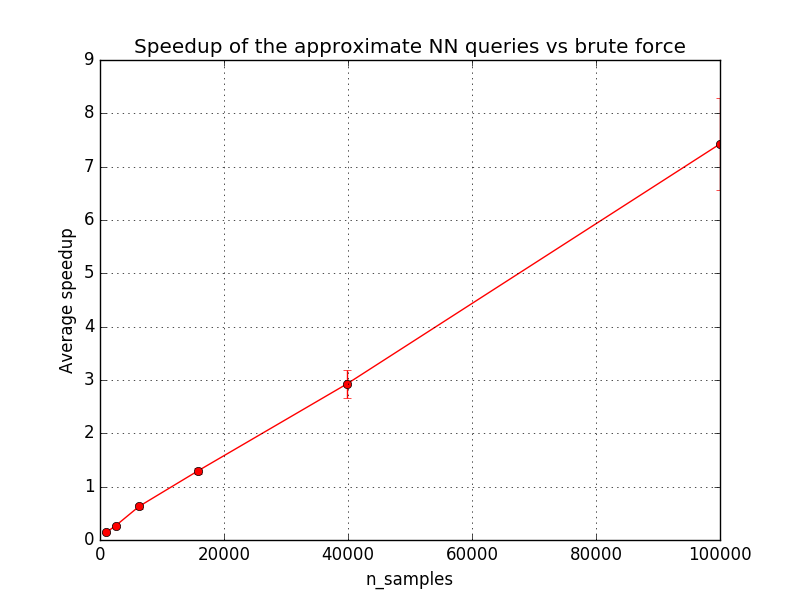 Speedup of the approximate NN queries vs brute force
9
8
7
6
5
4
3
2
1
0
Average speedup
0 20000 40000 60000 80000 100000
n_samples